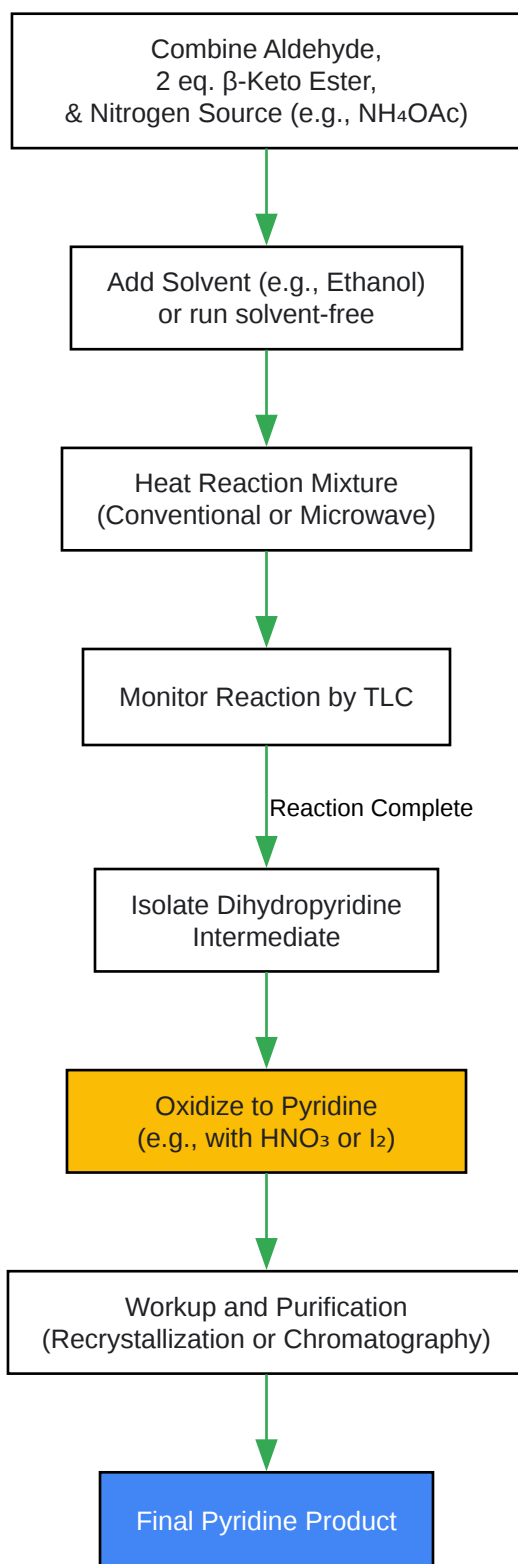 Combine Aldehyde,
2 eq. β-Keto Ester,
& Nitrogen Source (e.g., NH₄OAc)
Add Solvent (e.g., Ethanol)
or run solvent-free
Heat Reaction Mixture
(Conventional or Microwave)
Monitor Reaction by TLC
Reaction Complete
Isolate Dihydropyridine
Intermediate
Oxidize to Pyridine
(e.g., with HNO₃ or I₂)
Workup and Purification
(Recrystallization or Chromatography)
Final Pyridine Product